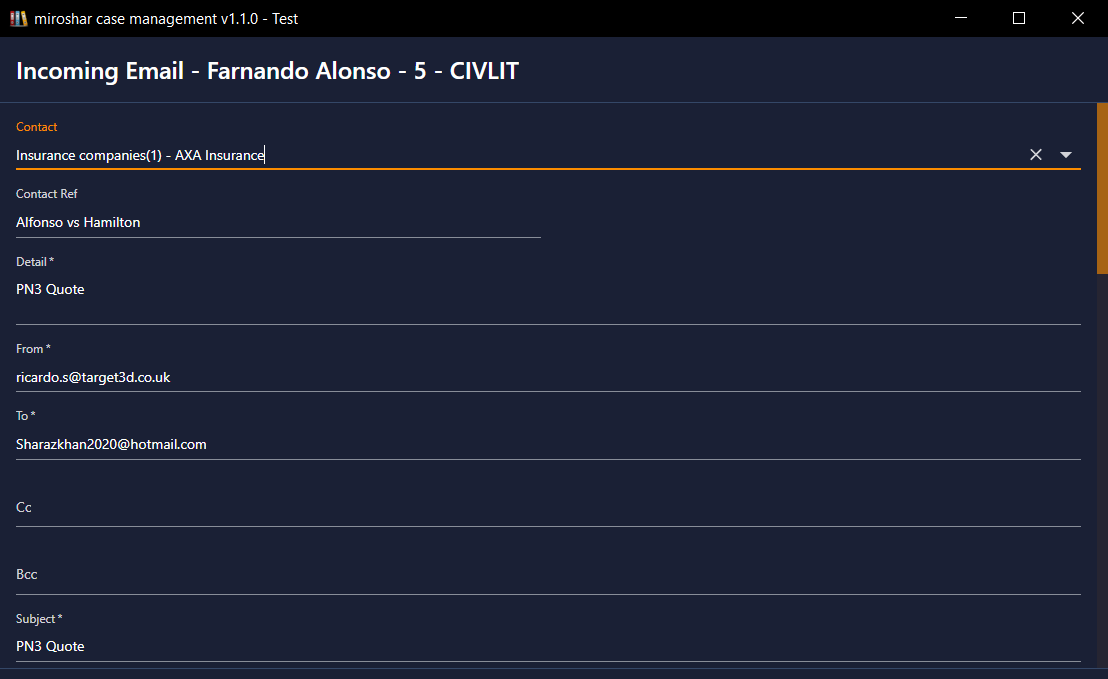 miroshar case management v1.1.0 - Test
Incoming Email - Farnando Alonso - 5 - CIVLIT
Contact
Insurance companies(1) - AXA Insurance
Contact Ref
Alfonso vs Hamilton
Detail *
PN3 Quote
From *
ricardo.s@target3d.co.uk
To *
Sharazkhan2020@hotmail.com
Cc
Bcc
Subject *
PN3 Quote